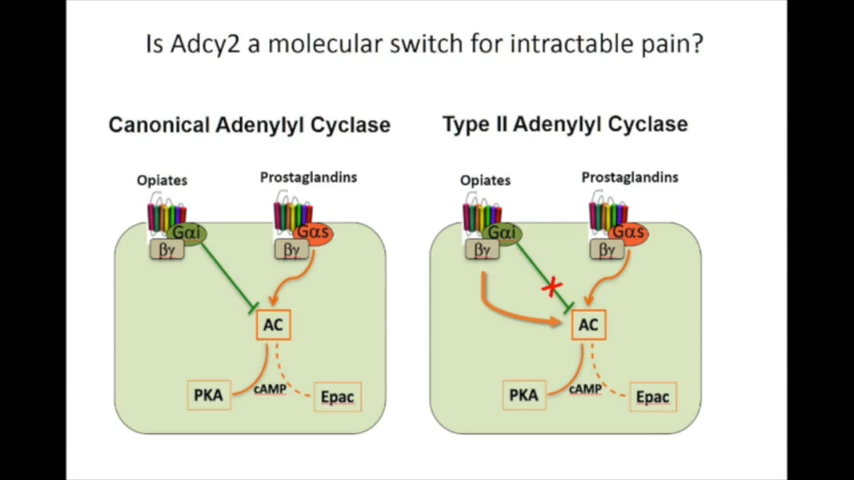 Is Adcy2 a molecular switch for intractable pain?
Canonical Adenylyl Cyclase
Opiates
Prostaglandins
Gαi
Gαs
βγ
βγ
AC
cAMP
PKA
Epac
Type II Adenylyl Cyclase
Opiates
Prostaglandins
Gαi
Gαs
βγ
βγ
AC
cAMP
PKA
Epac